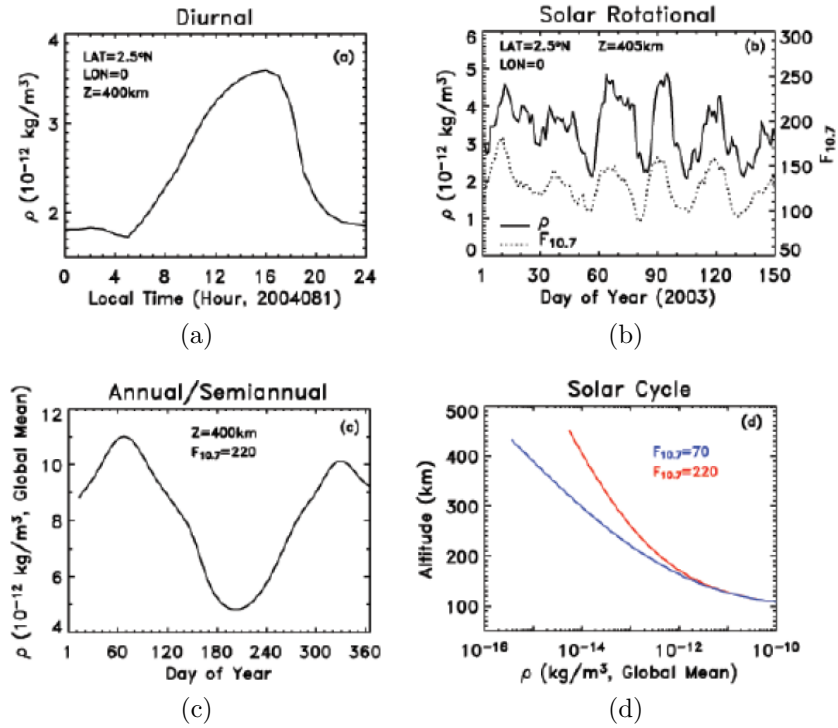 Diurnal
LAT=2.5°N
LON=0
Z=400km
(a)
4
3
2
ρ (10⁻¹² kg/m³)
0 4 8 12 16 20 24
Local Time (Hour, 2004081)
(a)
Solar Rotational
LAT=2.5°N Z=405km (b)
LON=0
6
5
4
3
2
1
0
ρ (10⁻¹² kg/m³)
300
250
200
150
100
50
F10.7
ρ
F10.7
1 30 60 90 120 150
Day of Year (2003)
(b)
Annual/Semiannual
Z=400km
F10.7=220
(c)
12
10
8
6
4
ρ (10⁻¹² kg/m³, Global Mean)
1 60 120 180 240 300 360
Day of Year
(c)
Solar Cycle
(d)
F10.7=70
F10.7=220
500
400
300
200
100
Altitude (km)
10⁻¹⁶ 10⁻¹⁴ 10⁻¹² 10⁻¹⁰
ρ (kg/m³, Global Mean)
(d)